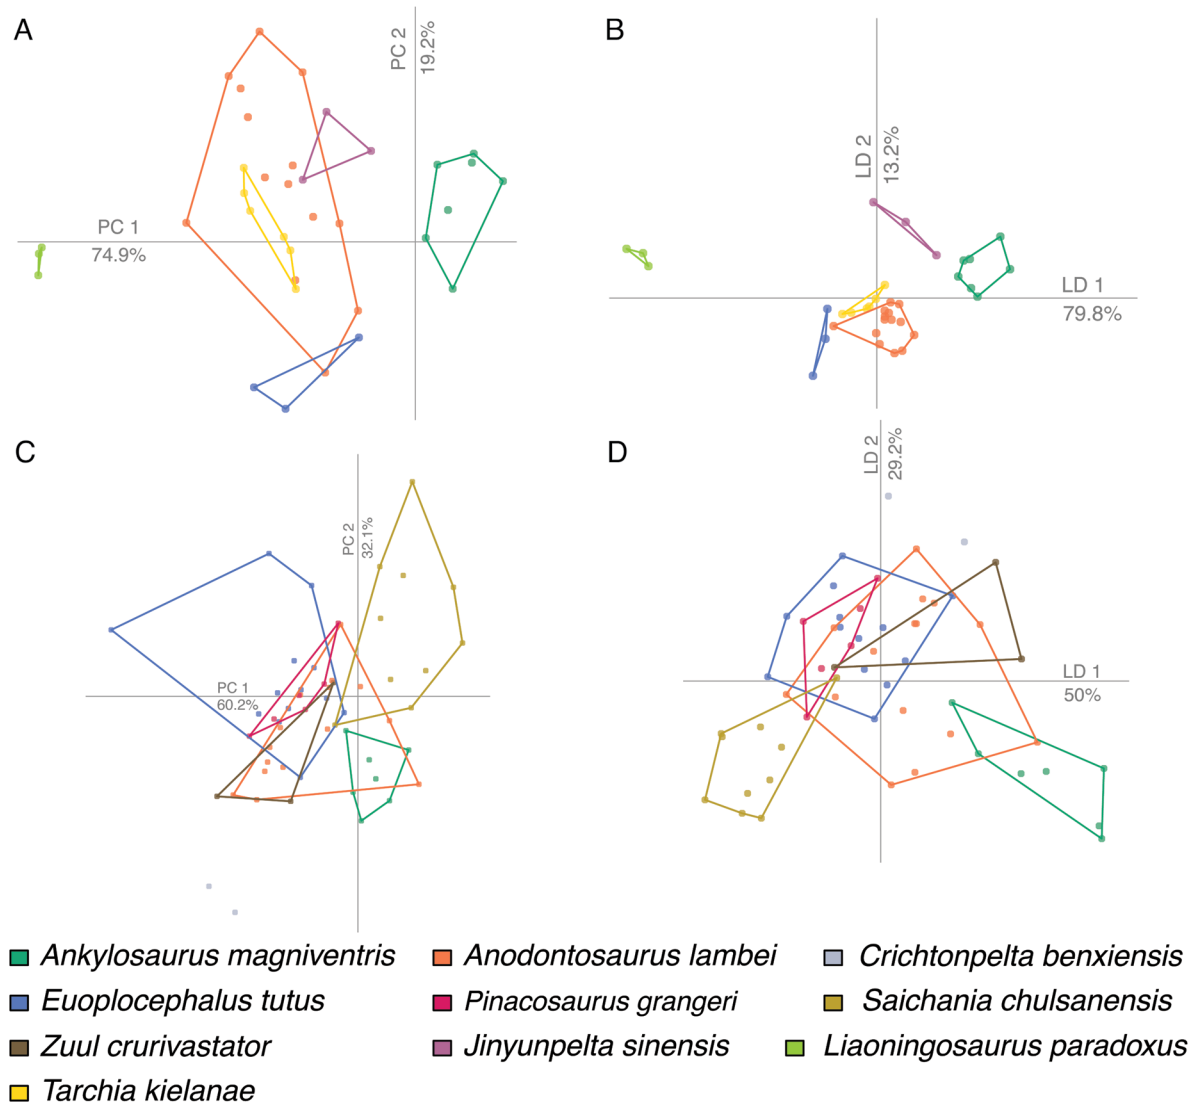 A
PC 2
19.2%
PC 1
74.9%
B
LD 2
13.2%
LD 1
79.8%
C
PC 2
32.1%
PC 1
60.2%
D
LD 2
29.2%
LD 1
50%
Ankylosaurus magniventris
Anodontosaurus lambei
Crichtonpelta benxiensis
Euoplocephalus tutus
Pinacosaurus grangeri
Saichania chulsanensis
Zuul crurivastator
Jinyunpelta sinensis
Liaoningosaurus paradoxus
Tarchia kielanae